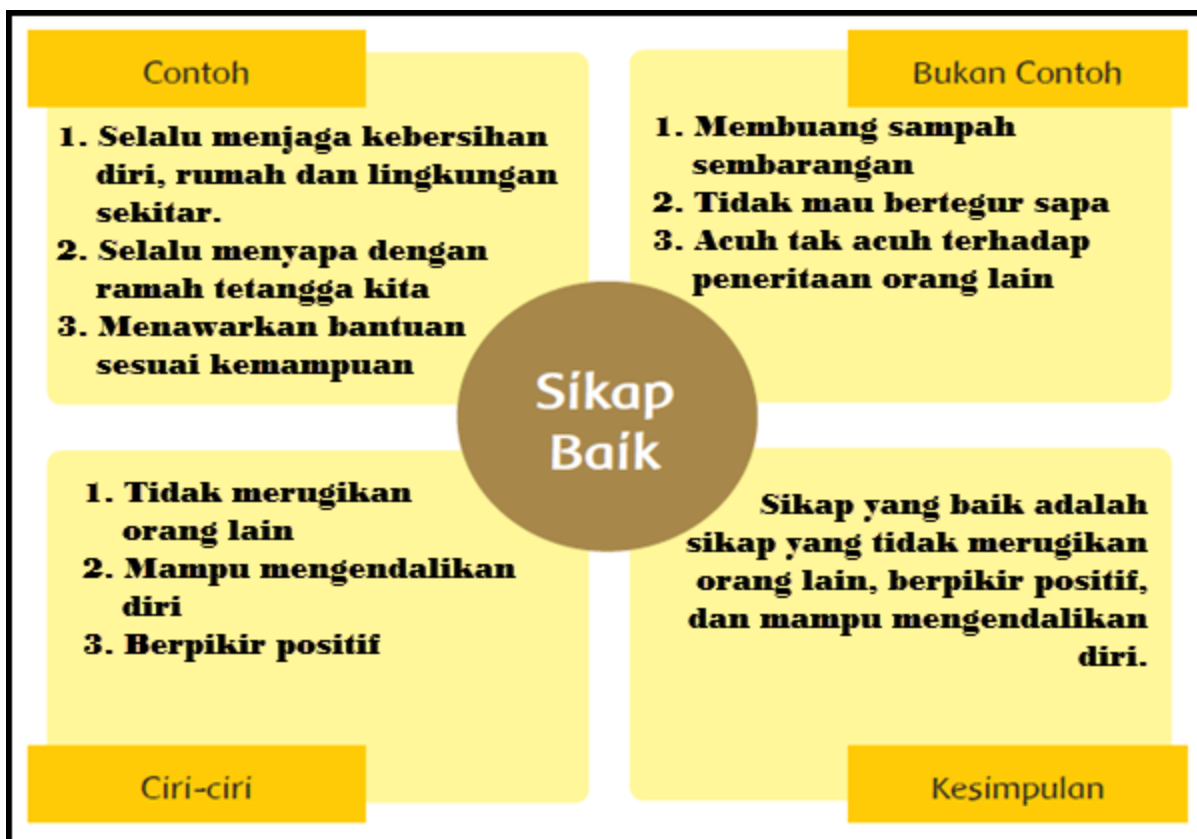 Contoh
1. Selalu menjaga kebersihan
diri, rumah dan lingkungan
sekitar.
2. Selalu menyapa dengan
ramah tetangga kita
3. Menawarkan bantuan
sesuai kemampuan
Bukan Contoh
1. Membuang sampah
sembarangan
2. Tidak mau bertegur sapa
3. Acuh tak acuh terhadap
peneritaan orang lain
Sikap
Baik
1. Tidak merugikan
orang lain
2. Mampu mengendalikan
diri
3. Berpikir positif
Ciri-ciri
Sikap yang baik adalah
sikap yang tidak merugikan
orang lain, berpikir positif,
dan mampu mengendalikan
diri.
Kesimpulan